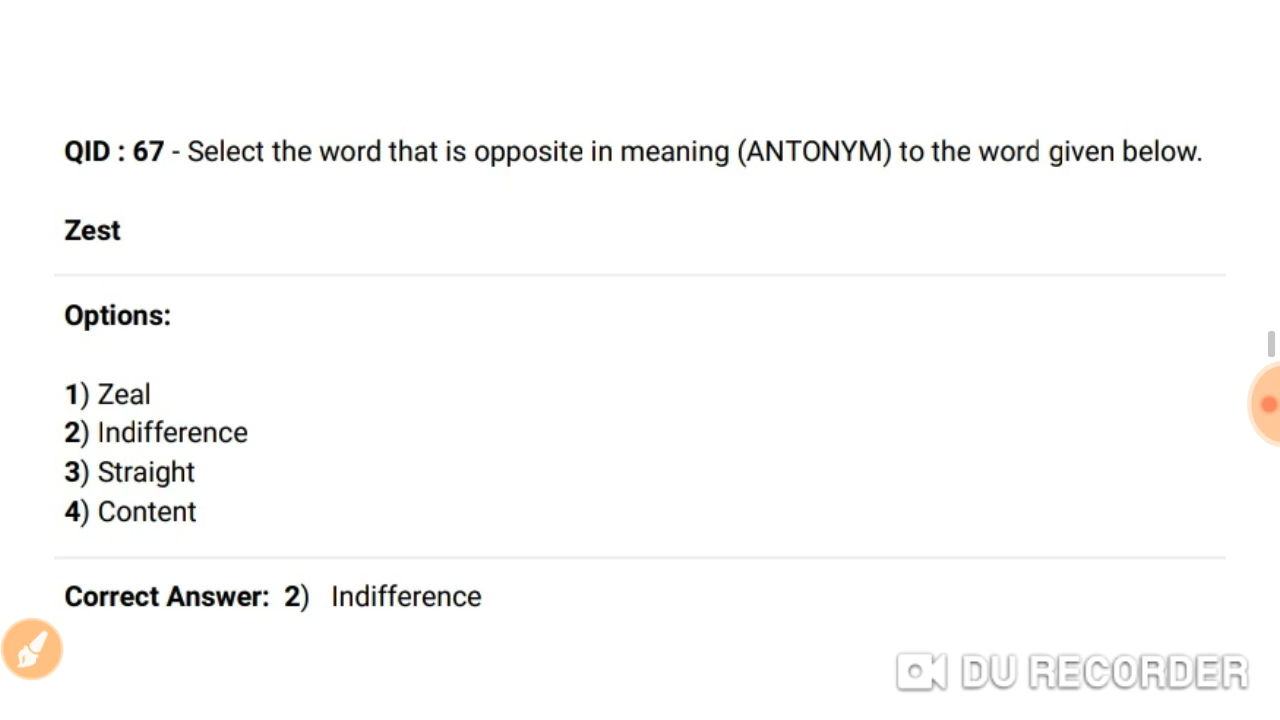 QID : 67 - Select the word that is opposite in meaning (ANTONYM) to the word given below.
Zest
Options:
1) Zeal
2) Indifference
3) Straight
4) Content
Correct Answer: 2) Indifference
DU RECORDER